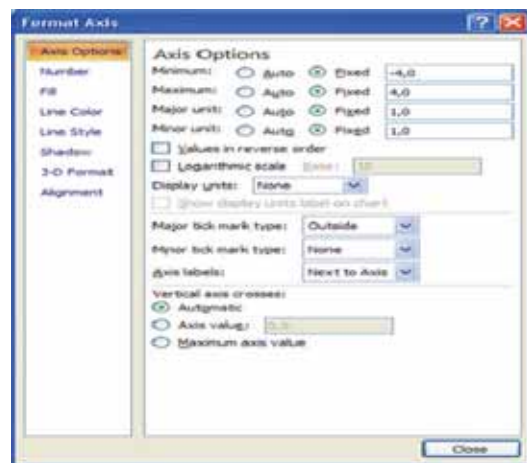 Format Axis
Axis Options
Number
Fill
Line Color
Line Style
Shadow
3-D Format
Alignment
Axis Options
Minimum: Auto Fixed -4,0
Maximum: Auto Fixed 4,0
Major unit: Auto Fixed 1,0
Minor unit: Auto Fixed 1,0
Values in reverse order
Logarithmic scale Base: 10
Display units: None
Show display units label on chart
Major tick mark type: Outside
Minor tick mark type: None
Axis labels: Next to Axis
Vertical axis crosses:
Automatic
Axis value:
Maximum axis value
Close